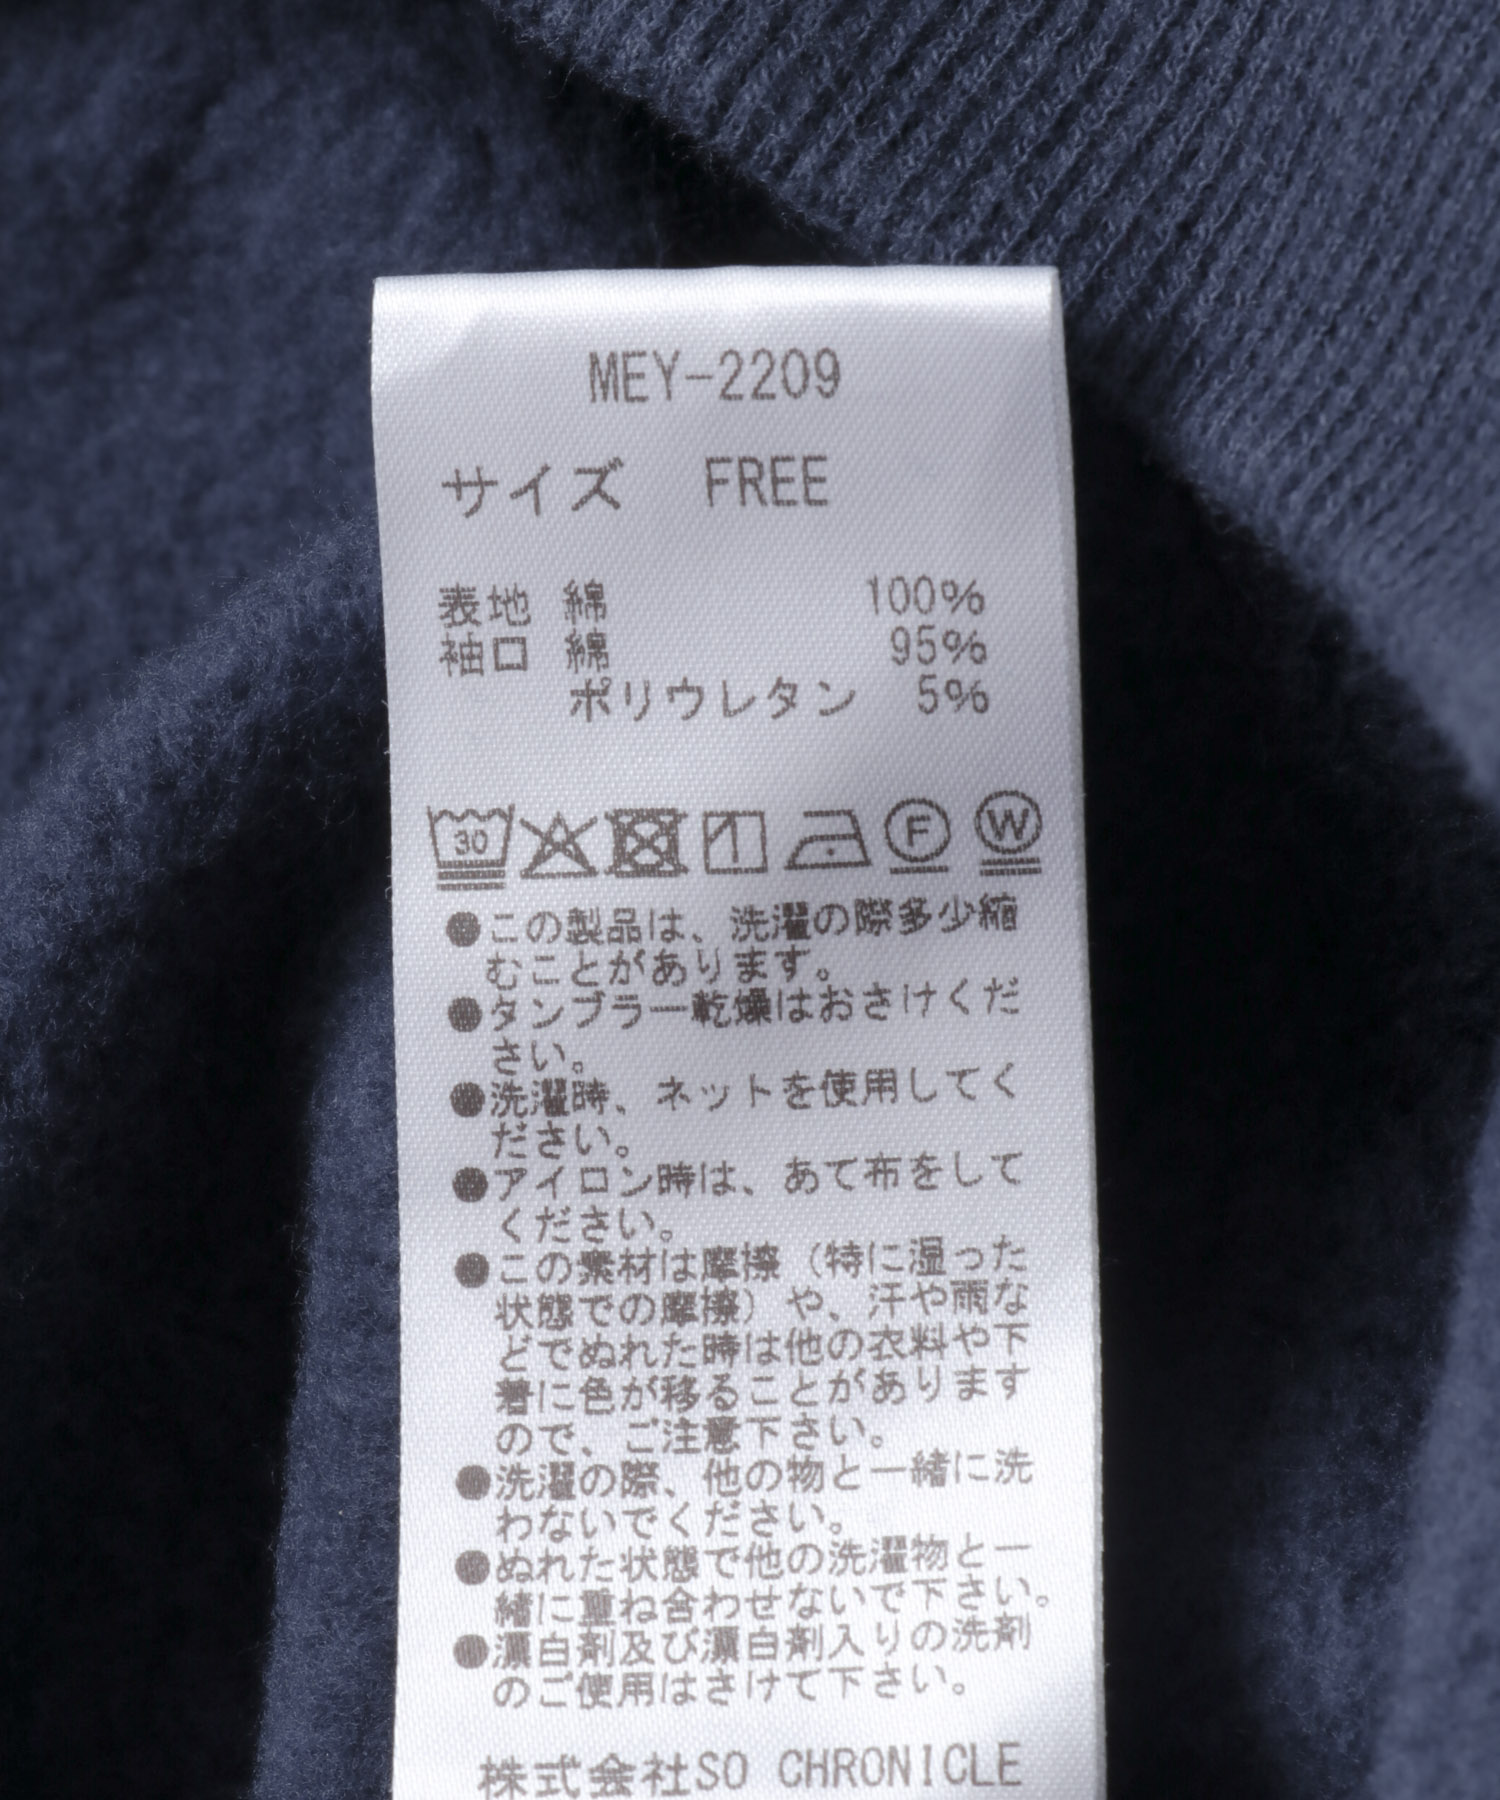 MEY-2209
サイズ FREE
表地 綿 100%
袖口 綿 95%
ポリウレタン 5%
30 F W
●この製品は、洗濯の際多少縮
むことがあります。
●タンブラー乾燥はおさけくだ
さい。
●洗濯時、ネットを使用してく
ださい。
●アイロン時は、あて布をして
ください。
●この素材は摩擦（特に湿った
状態での摩擦）や、汗や雨な
どでぬれた時は他の衣料や下
着に色が移ることがあります
ので、ご注意下さい。
●洗濯の際、他の物と一緒に洗
わないでください。
●ぬれた状態で他の洗濯物と一
緒に重ね合わせないで下さい。
●漂白剤及び漂白剤入りの洗剤
のご使用はさけて下さい。
株式会社SO CHRONICLE